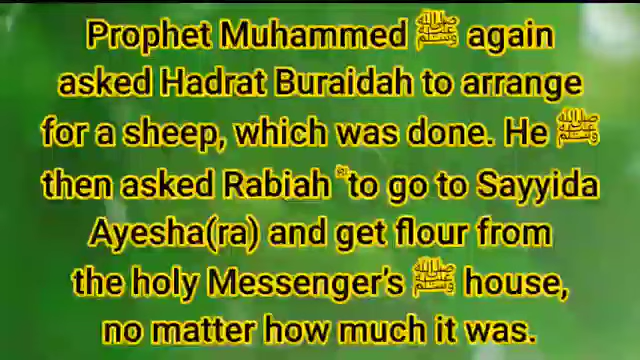 Prophet Muhammed ﷺ again
asked Hadrat Buraidah to arrange
for a sheep, which was done. He ﷺ
then asked Rabiah to go to Sayyida
Ayesha(ra) and get flour from
the holy Messenger's ﷺ house,
no matter how much it was.